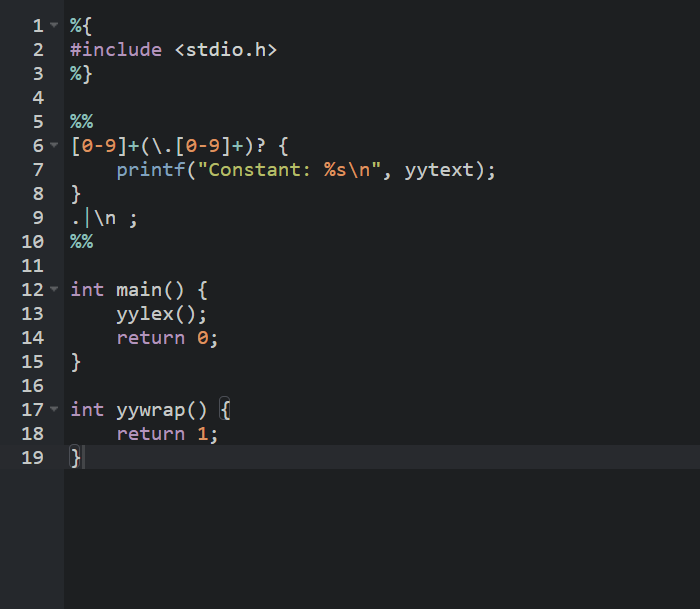 1 %{
2 #include <stdio.h>
3 %}
4
5 %%
6 [0-9]+(\.[0-9]+)? {
7     printf("Constant: %s\n", yytext);
8 }
9 .|\n ;
10 %%
11
12 int main() {
13     yylex();
14     return 0;
15 }
16
17 int yywrap() {
18     return 1;
19 }